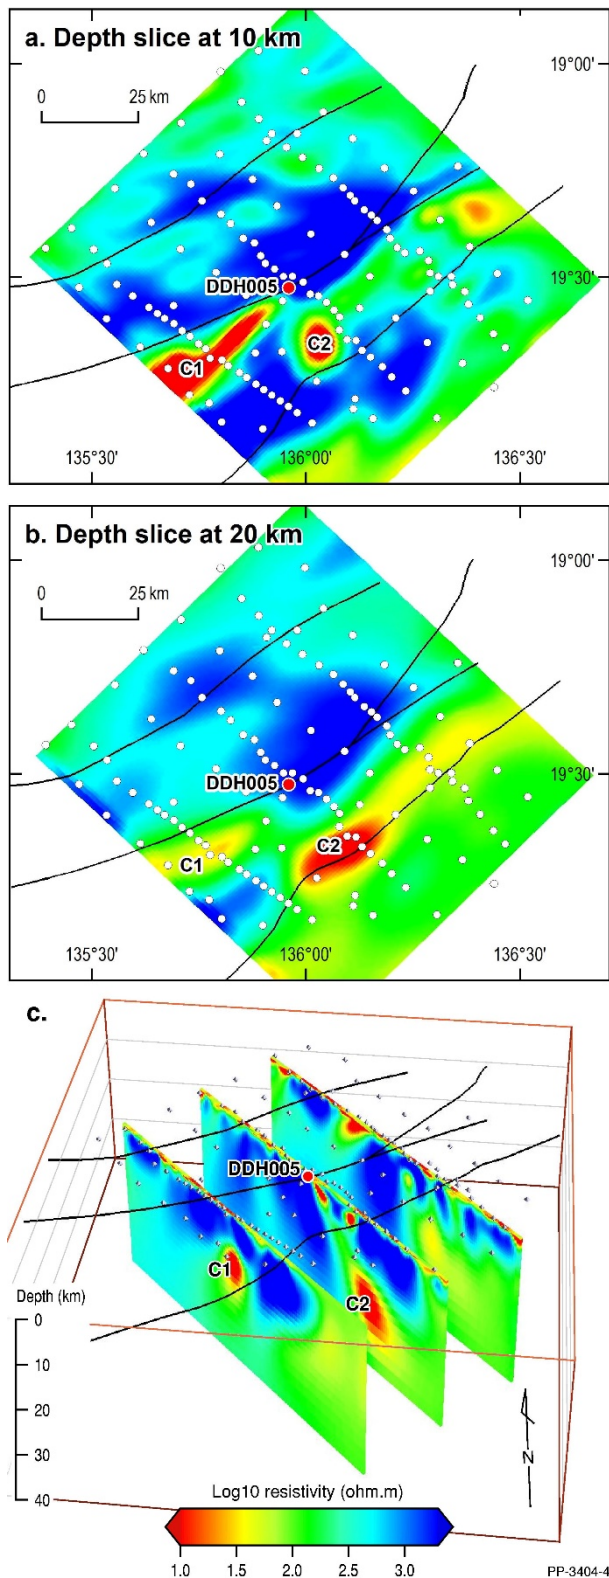 a. Depth slice at 10 km
0 25 km
19°00'
DDH005
19°30'
C1
C2
135°30' 136°00' 136°30'
b. Depth slice at 20 km
0 25 km
19°00'
DDH005
19°30'
C1
C2
135°30' 136°00' 136°30'
c.
DDH005
C1
C2
Depth (km)
0
10
20
30
40
N
Log10 resistivity (ohm.m)
1.0 1.5 2.0 2.5 3.0
PP-3404-4